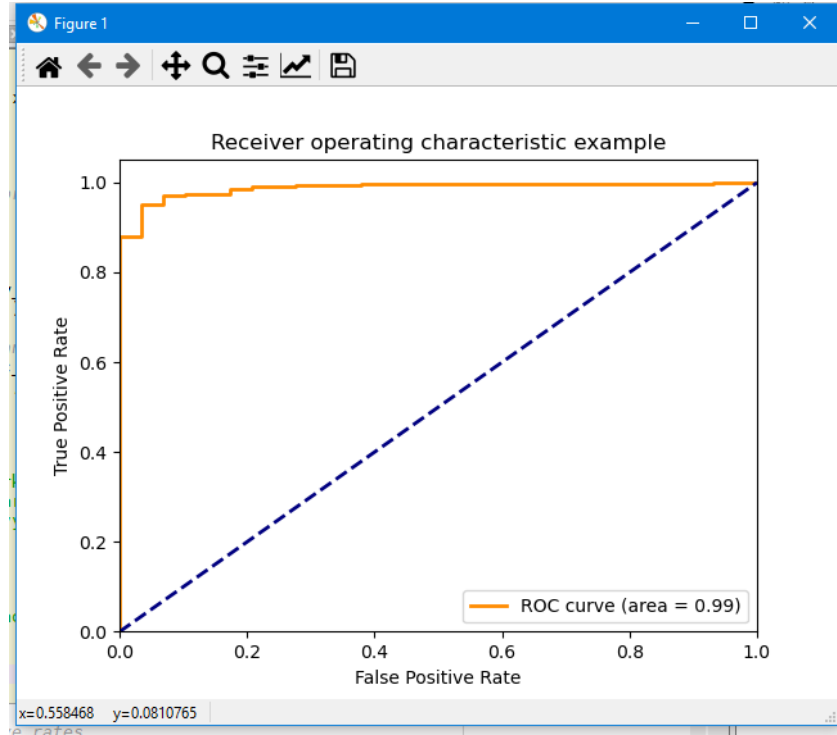 Figure 1
Receiver operating characteristic example
1.0
0.8
0.6
0.4
0.2
0.0
True Positive Rate
ROC curve (area = 0.99)
0.0 0.2 0.4 0.6 0.8 1.0
False Positive Rate
x=0.558468 y=0.0810765
rates